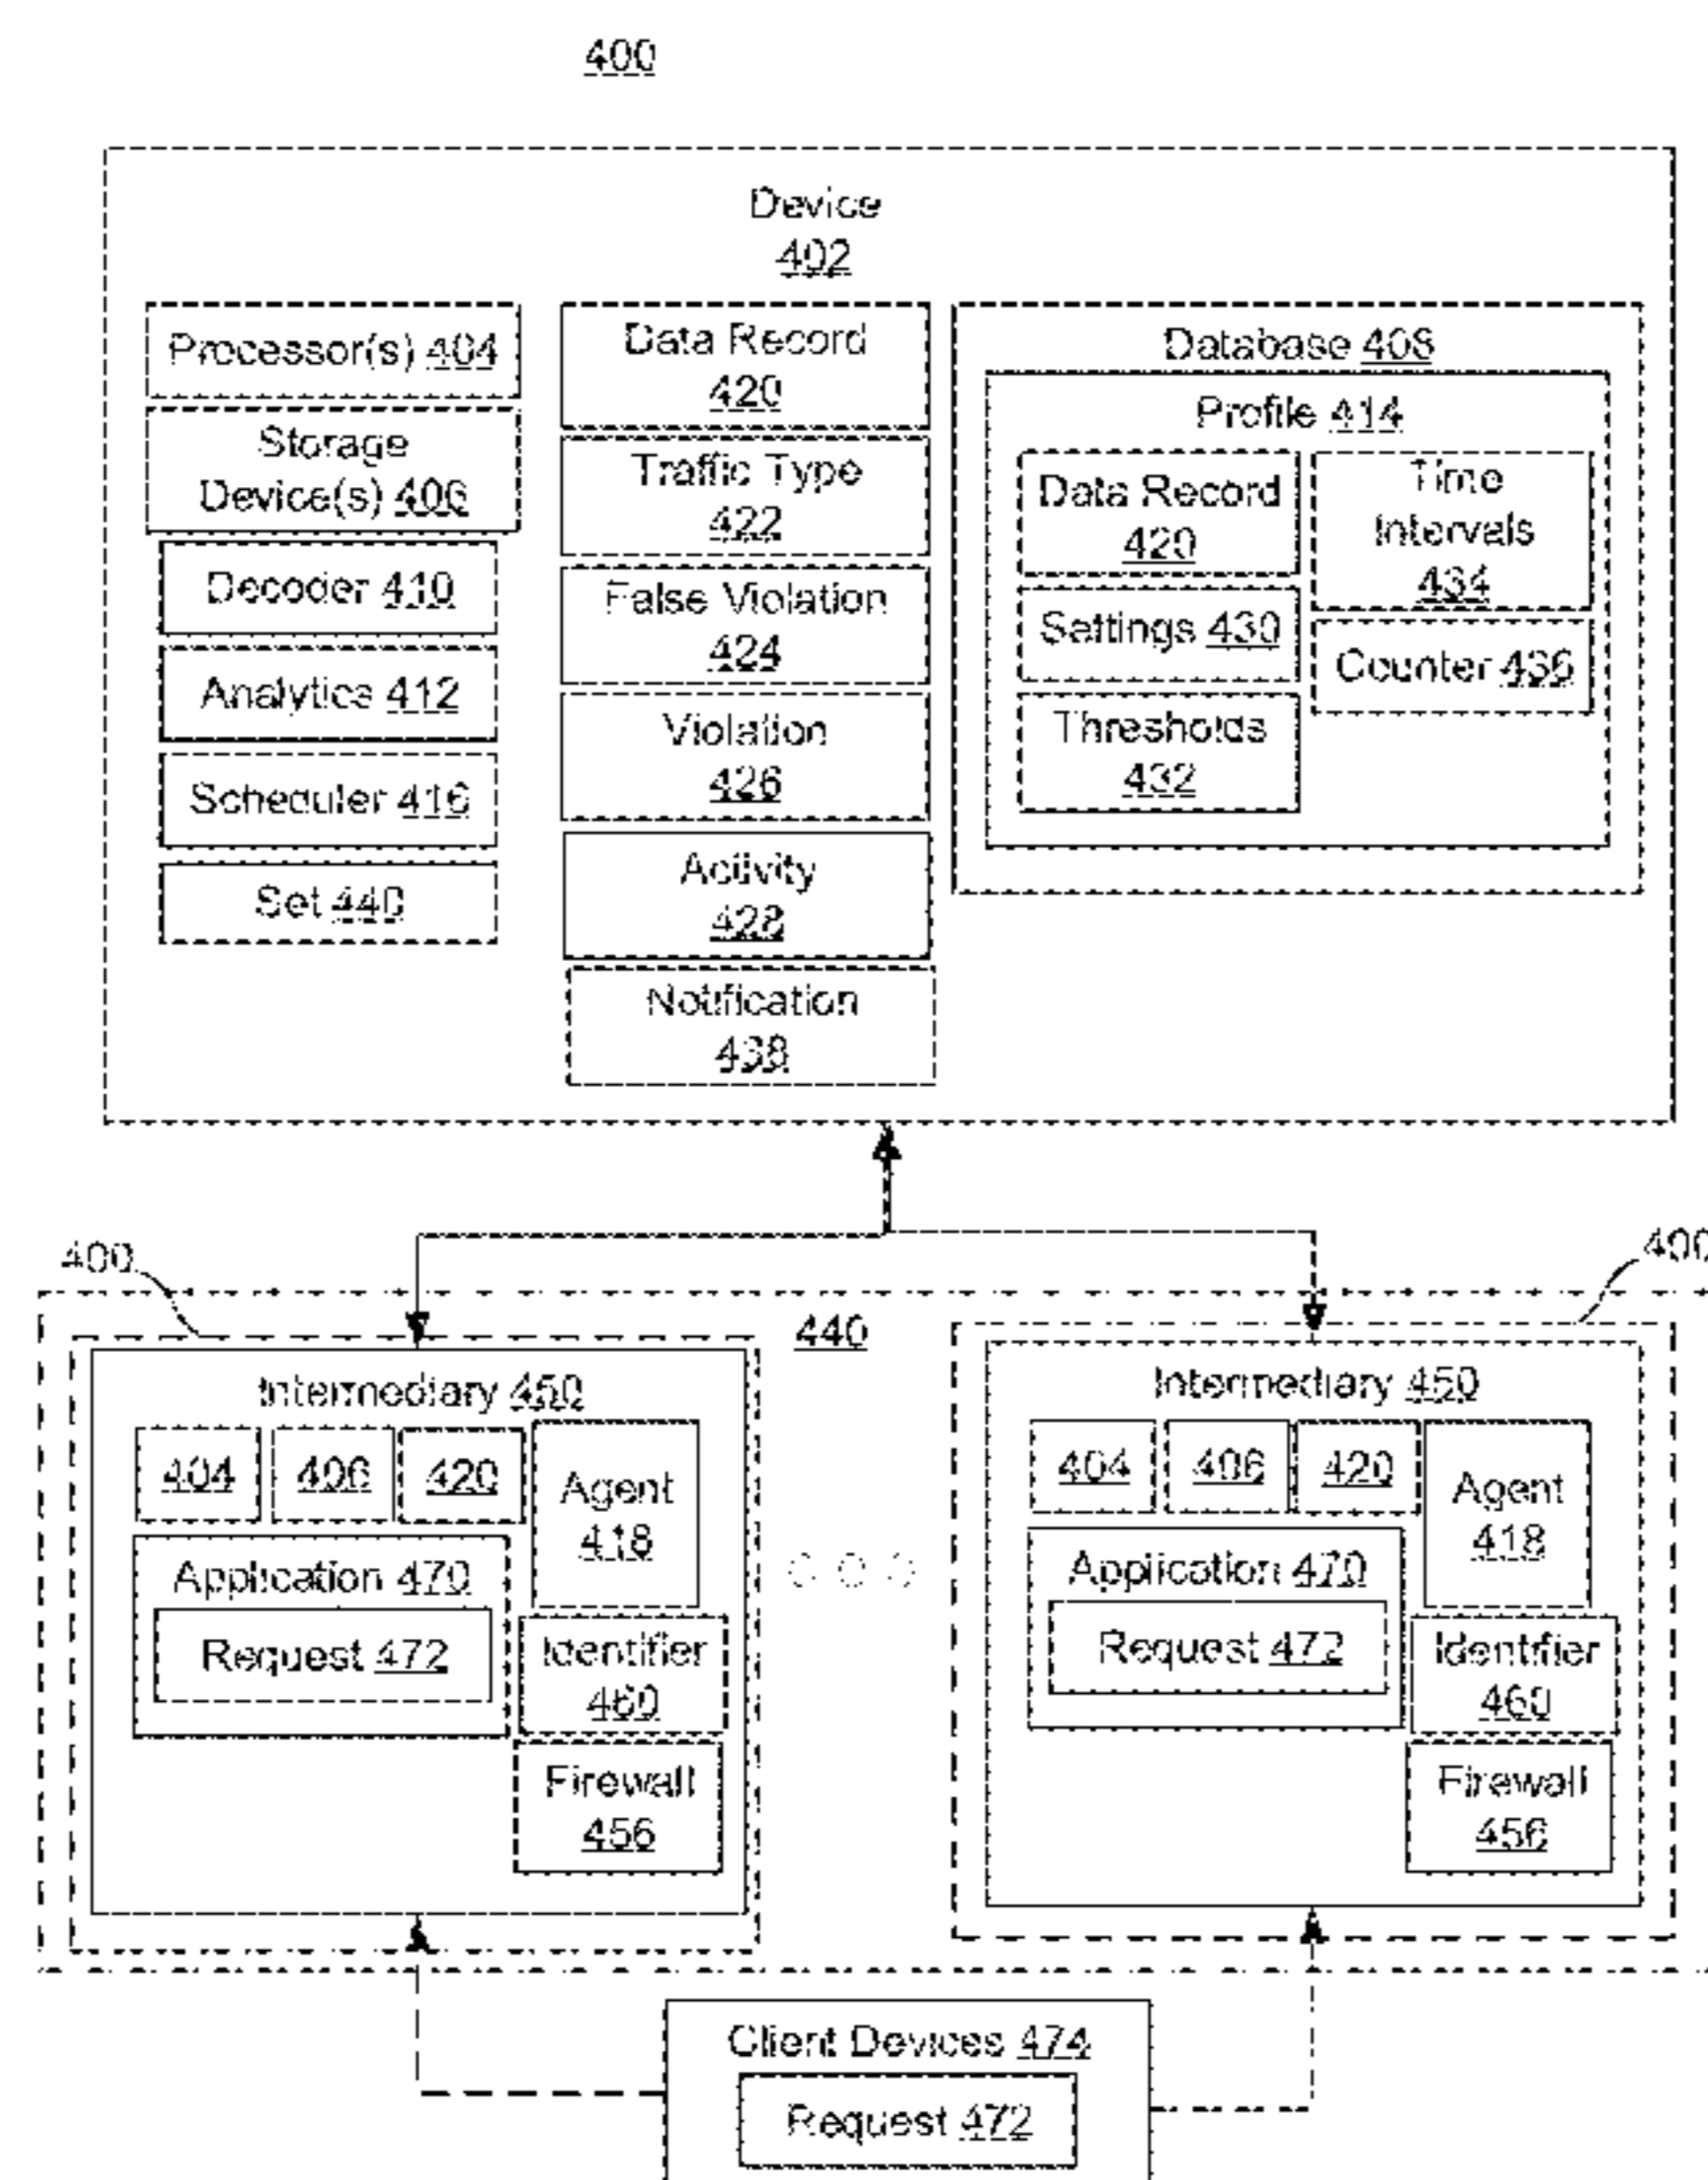 400
Device
402
Processor(s) 404
Storage
Device(s) 406
Decoder 410
Analytics 412
Scheduler 416
Set 440
Data Record
420
Traffic Type
422
False Violation
424
Violation
426
Activity
428
Notification
438
Database 408
Profile 414
Data Record
420
Settings 430
Thresholds
432
Time
Intervals
434
Counter 436
400
400
440
Intermediary 450
404 406 420
Agent
418
Application 470
Request 472
Identifier
460
Firewall
456
Intermediary 450
404 406 420
Agent
418
Application 470
Request 472
Identifier
460
Firewall
456
Client Devices 474
Request 472